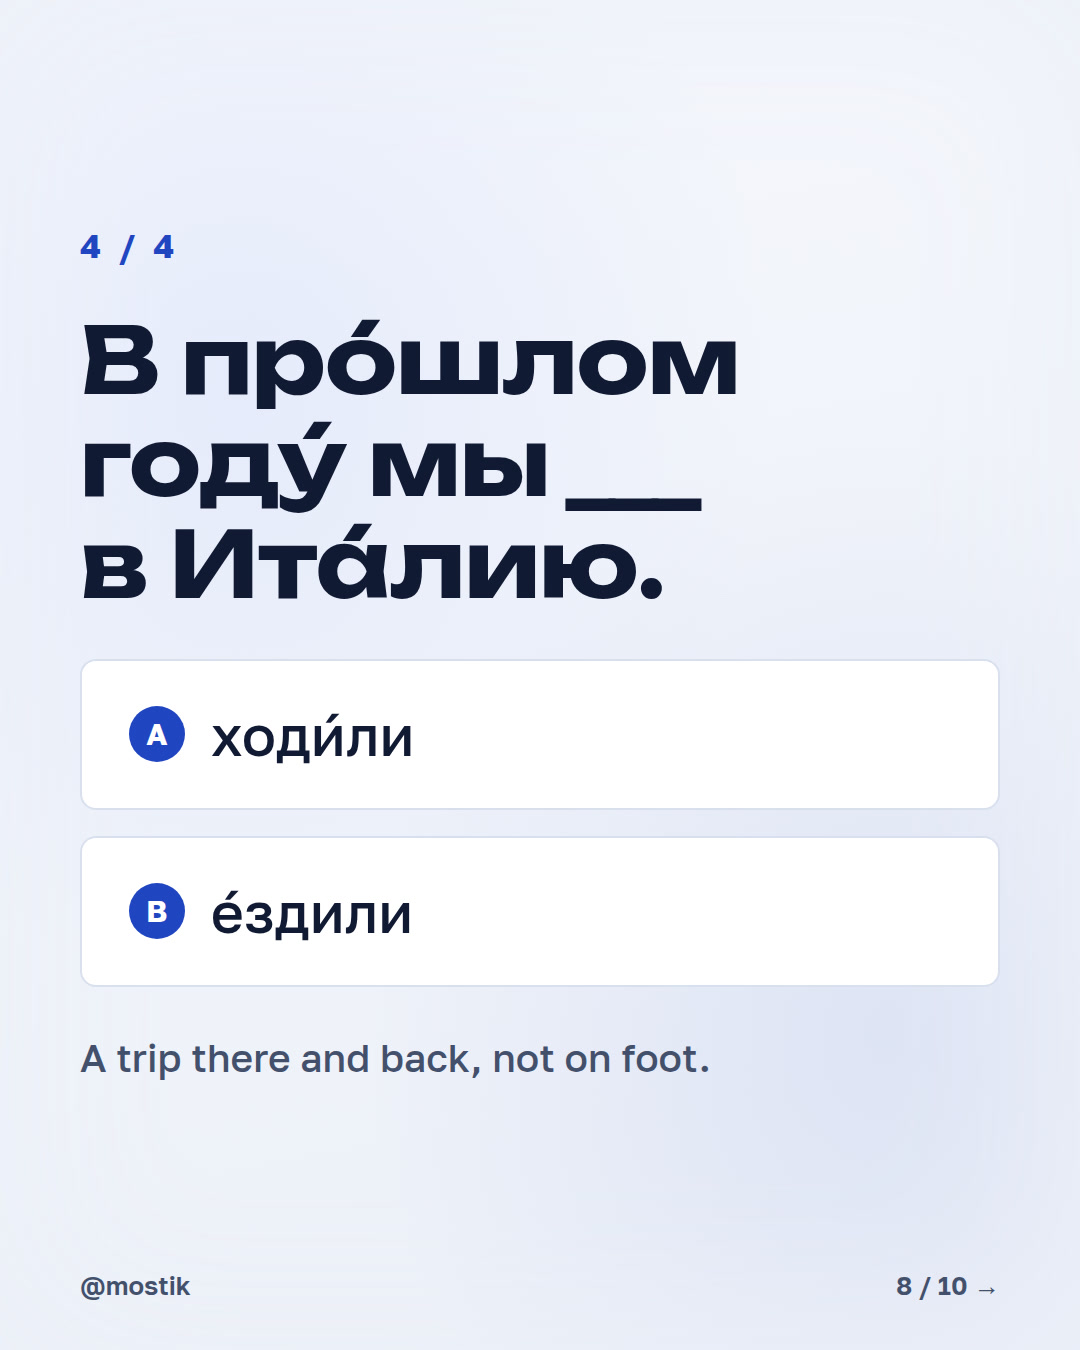 4 / 4
В про́шлом
году́ мы ___
в Ита́лию.
A ходи́ли
B е́здили
A trip there and back, not on foot.
@mostik
8 / 10 →